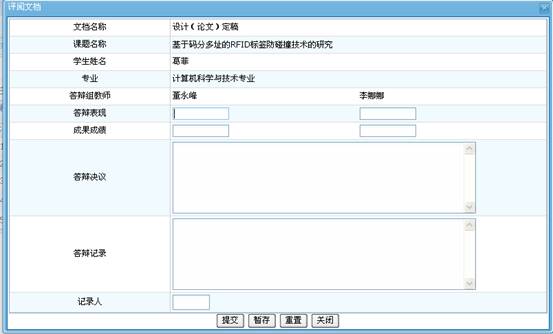 评阅文档
文档名称 设计（论文）定稿
课题名称 基于码分多址的RFID标签防碰撞技术的研究
学生姓名 葛菲
专业 计算机科学与技术专业
答辩组教师 董永峰 李娜娜
答辩表现
成果成绩
答辩决议
答辩记录
记录人
提交 暂存 重置 关闭